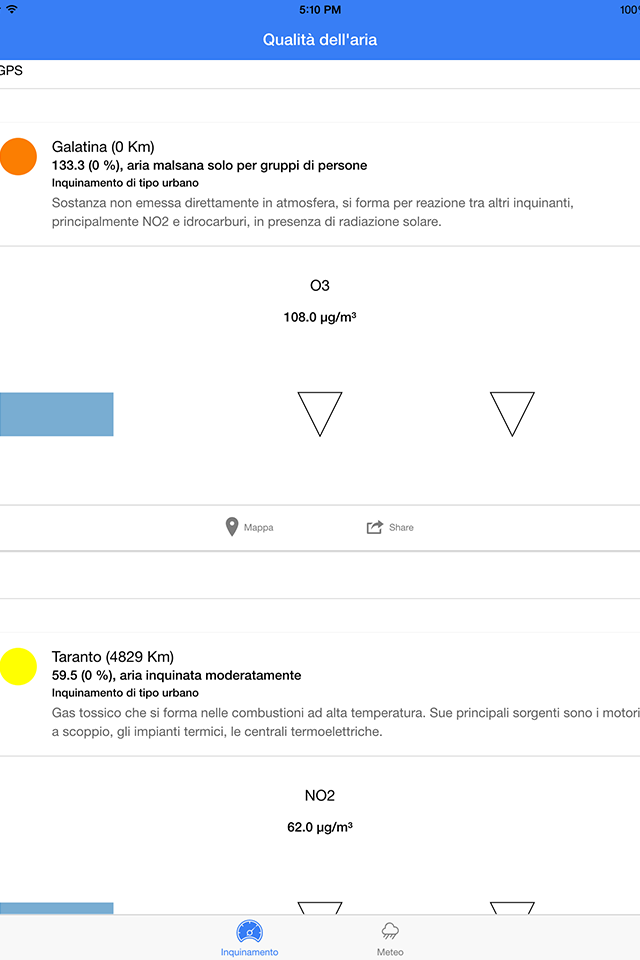 5:10 PM 100%
Qualità dell'aria
GPS
Galatina (0 Km)
133.3 (0 %), aria malsana solo per gruppi di persone
Inquinamento di tipo urbano
Sostanza non emessa direttamente in atmosfera, si forma per reazione tra altri inquinanti,
principalmente NO2 e idrocarburi, in presenza di radiazione solare.
O3
108.0 µg/m³
Mappa Share
Taranto (4829 Km)
59.5 (0 %), aria inquinata moderatamente
Inquinamento di tipo urbano
Gas tossico che si forma nelle combustioni ad alta temperatura. Sue principali sorgenti sono i motori
a scoppio, gli impianti termici, le centrali termoelettriche.
NO2
62.0 µg/m³
Inquinamento Meteo